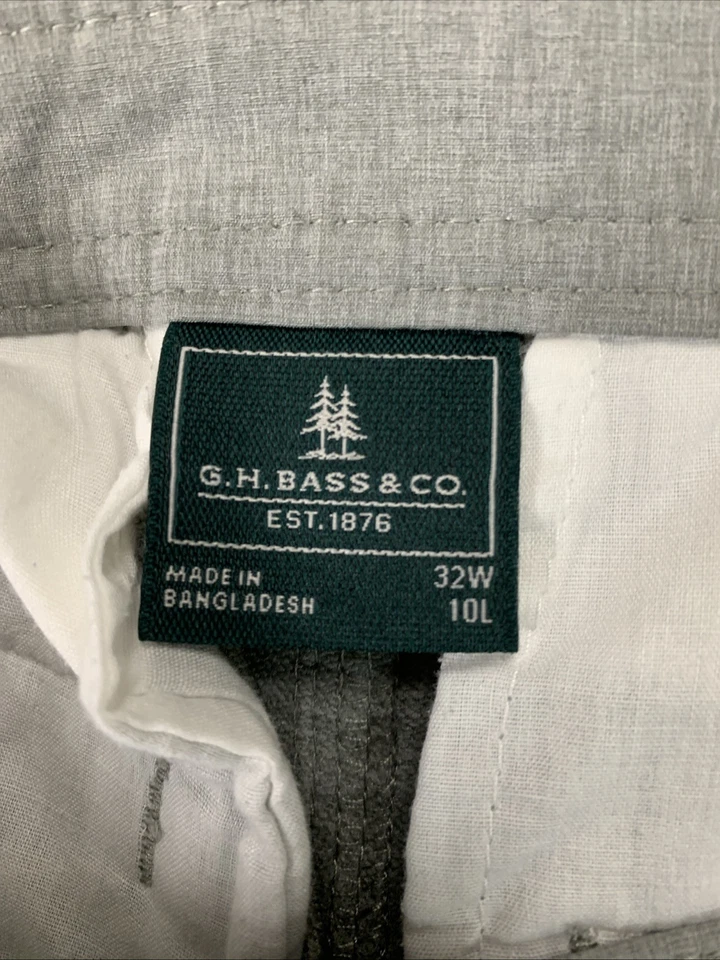 G.H. BASS & CO.
EST. 1876
MADE IN
BANGLADESH
32W
10L